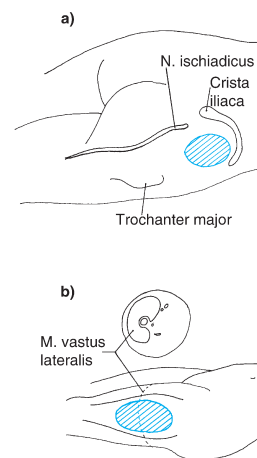 a)
N. ischiadicus
Crista
iliaca
Trochanter major
b)
M. vastus
lateralis